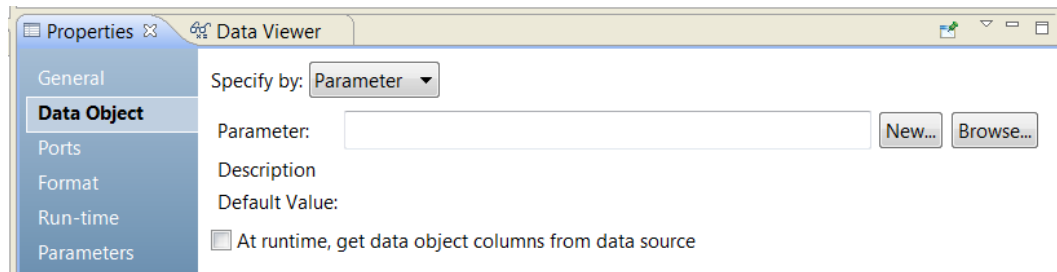 Properties Data Viewer
General
Data Object
Ports
Format
Run-time
Parameters
Specify by: Parameter
Parameter: New... Browse...
Description
Default Value:
At runtime, get data object columns from data source